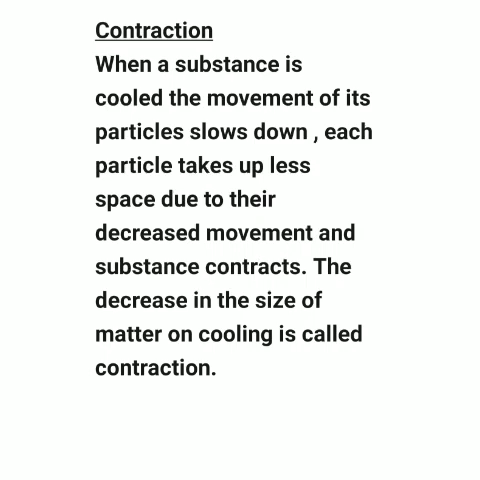 Contraction
When a substance is
cooled the movement of its
particles slows down , each
particle takes up less
space due to their
decreased movement and
substance contracts. The
decrease in the size of
matter on cooling is called
contraction.